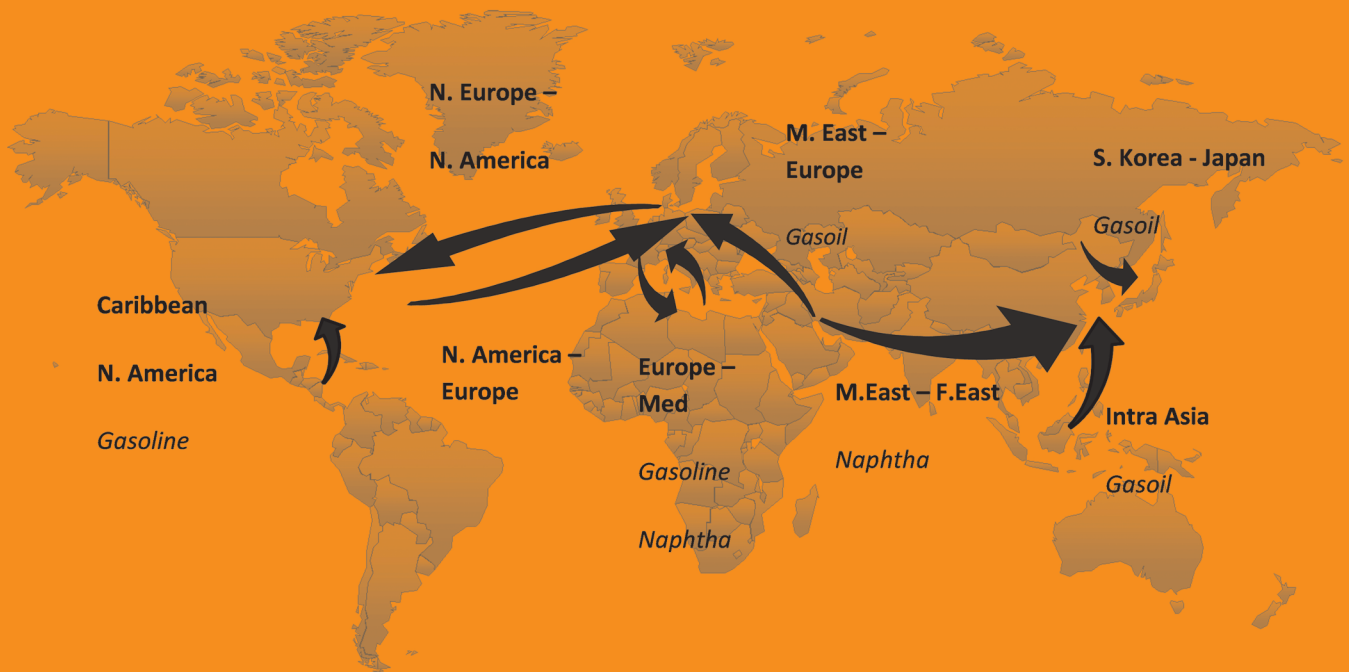 N. Europe –
N. America
M. East –
Europe
Gasoil
S. Korea - Japan
Gasoil
Caribbean
N. America
Gasoline
N. America –
Europe
Europe –
Med
Gasoline
Naphtha
M.East – F.East
Naphtha
Intra Asia
Gasoil